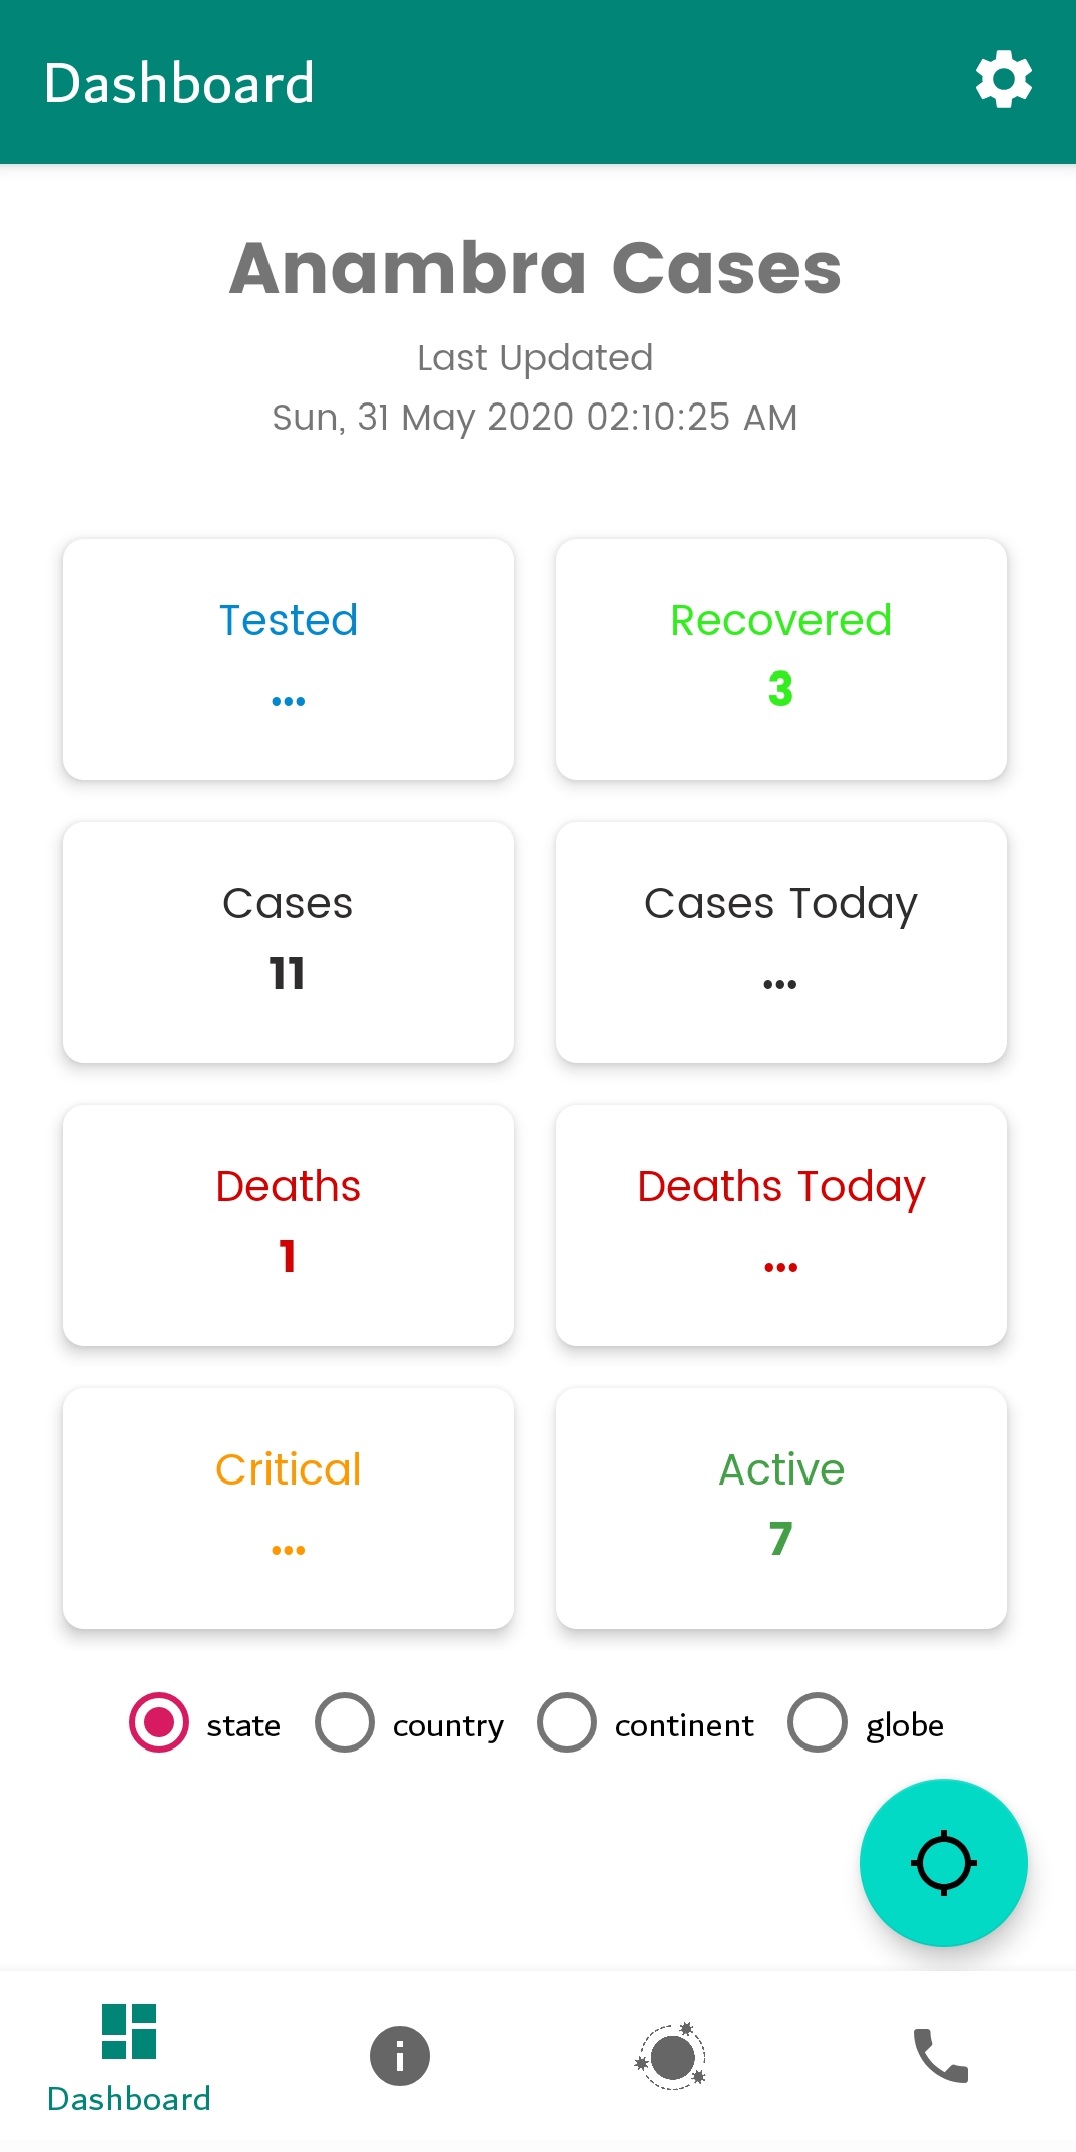 Dashboard
Anambra Cases
Last Updated
Sun, 31 May 2020 02:10:25 AM
Tested
...
Recovered
3
Cases
11
Cases Today
...
Deaths
1
Deaths Today
...
Critical
...
Active
7
state country continent globe
Dashboard